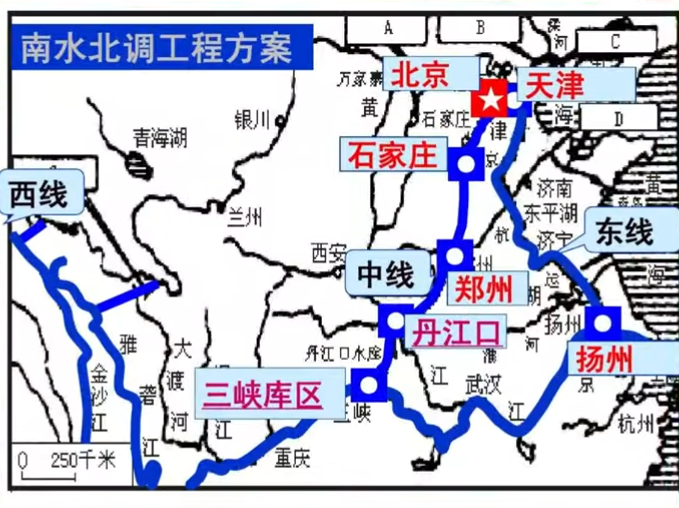 南水北调工程方案
A
B
滦河
C
北京
天津
万家寨
黄
石家庄
津
海
D
银川
青海湖
石家庄
京
西线
济南
黄
兰州
东平湖
济宁
杭
东线
西安
中线
州
海
郑州
运
湖
扬州
丹江口
河
雅
大
丹江口水库
淮
扬州
金
沙
江
砻
江
渡
河
三峡库区
江
武汉
京
三峡
江
江
杭州
0 250千米
重庆